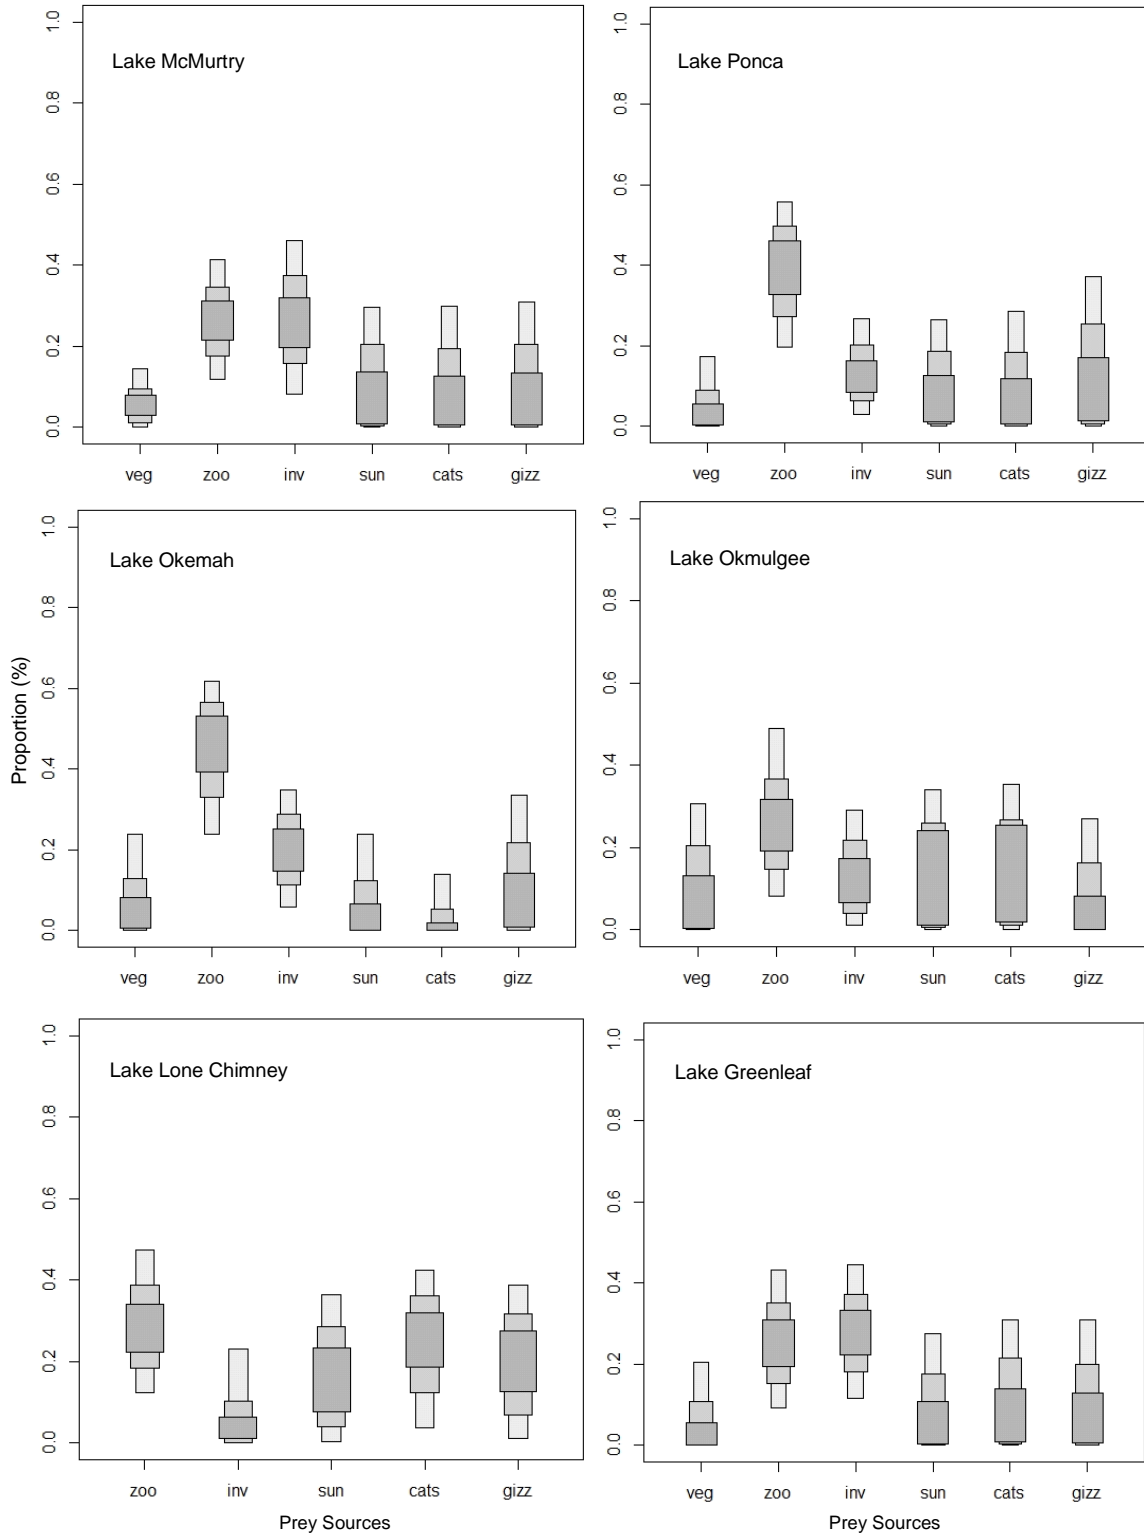 Lake McMurtry
1.0
0.8
0.6
0.4
0.2
0.0
veg zoo inv sun cats gizz
Lake Ponca
1.0
0.8
0.6
0.4
0.2
0.0
veg zoo inv sun cats gizz
Proportion (%)
Lake Okemah
1.0
0.8
0.6
0.4
0.2
0.0
veg zoo inv sun cats gizz
Lake Okmulgee
1.0
0.8
0.6
0.4
0.2
0.0
veg zoo inv sun cats gizz
Lake Lone Chimney
1.0
0.8
0.6
0.4
0.2
0.0
zoo inv sun cats gizz
Prey Sources
Lake Greenleaf
1.0
0.8
0.6
0.4
0.2
0.0
veg zoo inv sun cats gizz
Prey Sources